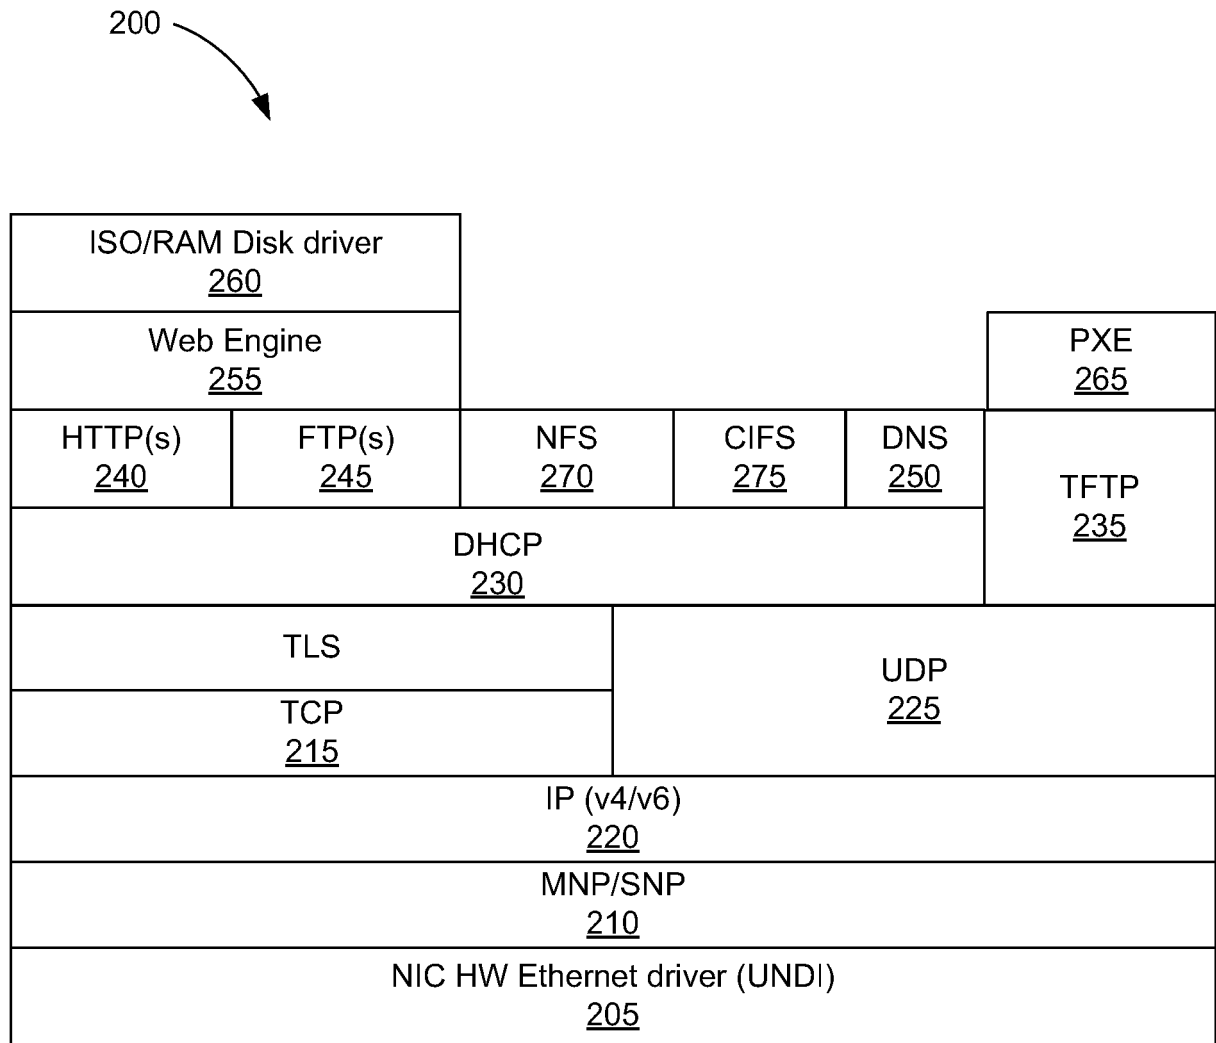 200
ISO/RAM Disk driver
260
Web Engine
255
PXE
265
HTTP(s)
240
FTP(s)
245
NFS
270
CIFS
275
DNS
250
TFTP
235
DHCP
230
TLS
UDP
225
TCP
215
IP (v4/v6)
220
MNP/SNP
210
NIC HW Ethernet driver (UNDI)
205